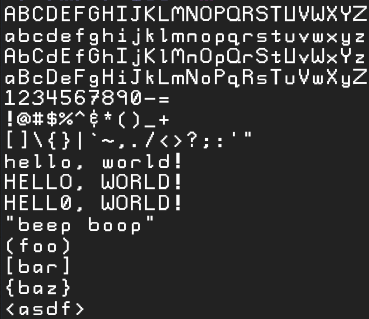 ABCDEFGHIJKLMNOPQRSTUVWXYZ
abcdefghijklmnopqrstuvwxyz
AbCdEfGhIjKlMnOpQrStUvWxYz
aBcDeFgHiJkLmNoPqRsTuVwXyZ
1234567890-=
!@#$%^&*()_+
[]\{}|`~,./<>?;:'"
hello, world!
HELLO, WORLD!
HELL0, WORLD!
"beep boop"
(foo)
[bar]
{baz}
<asdf>